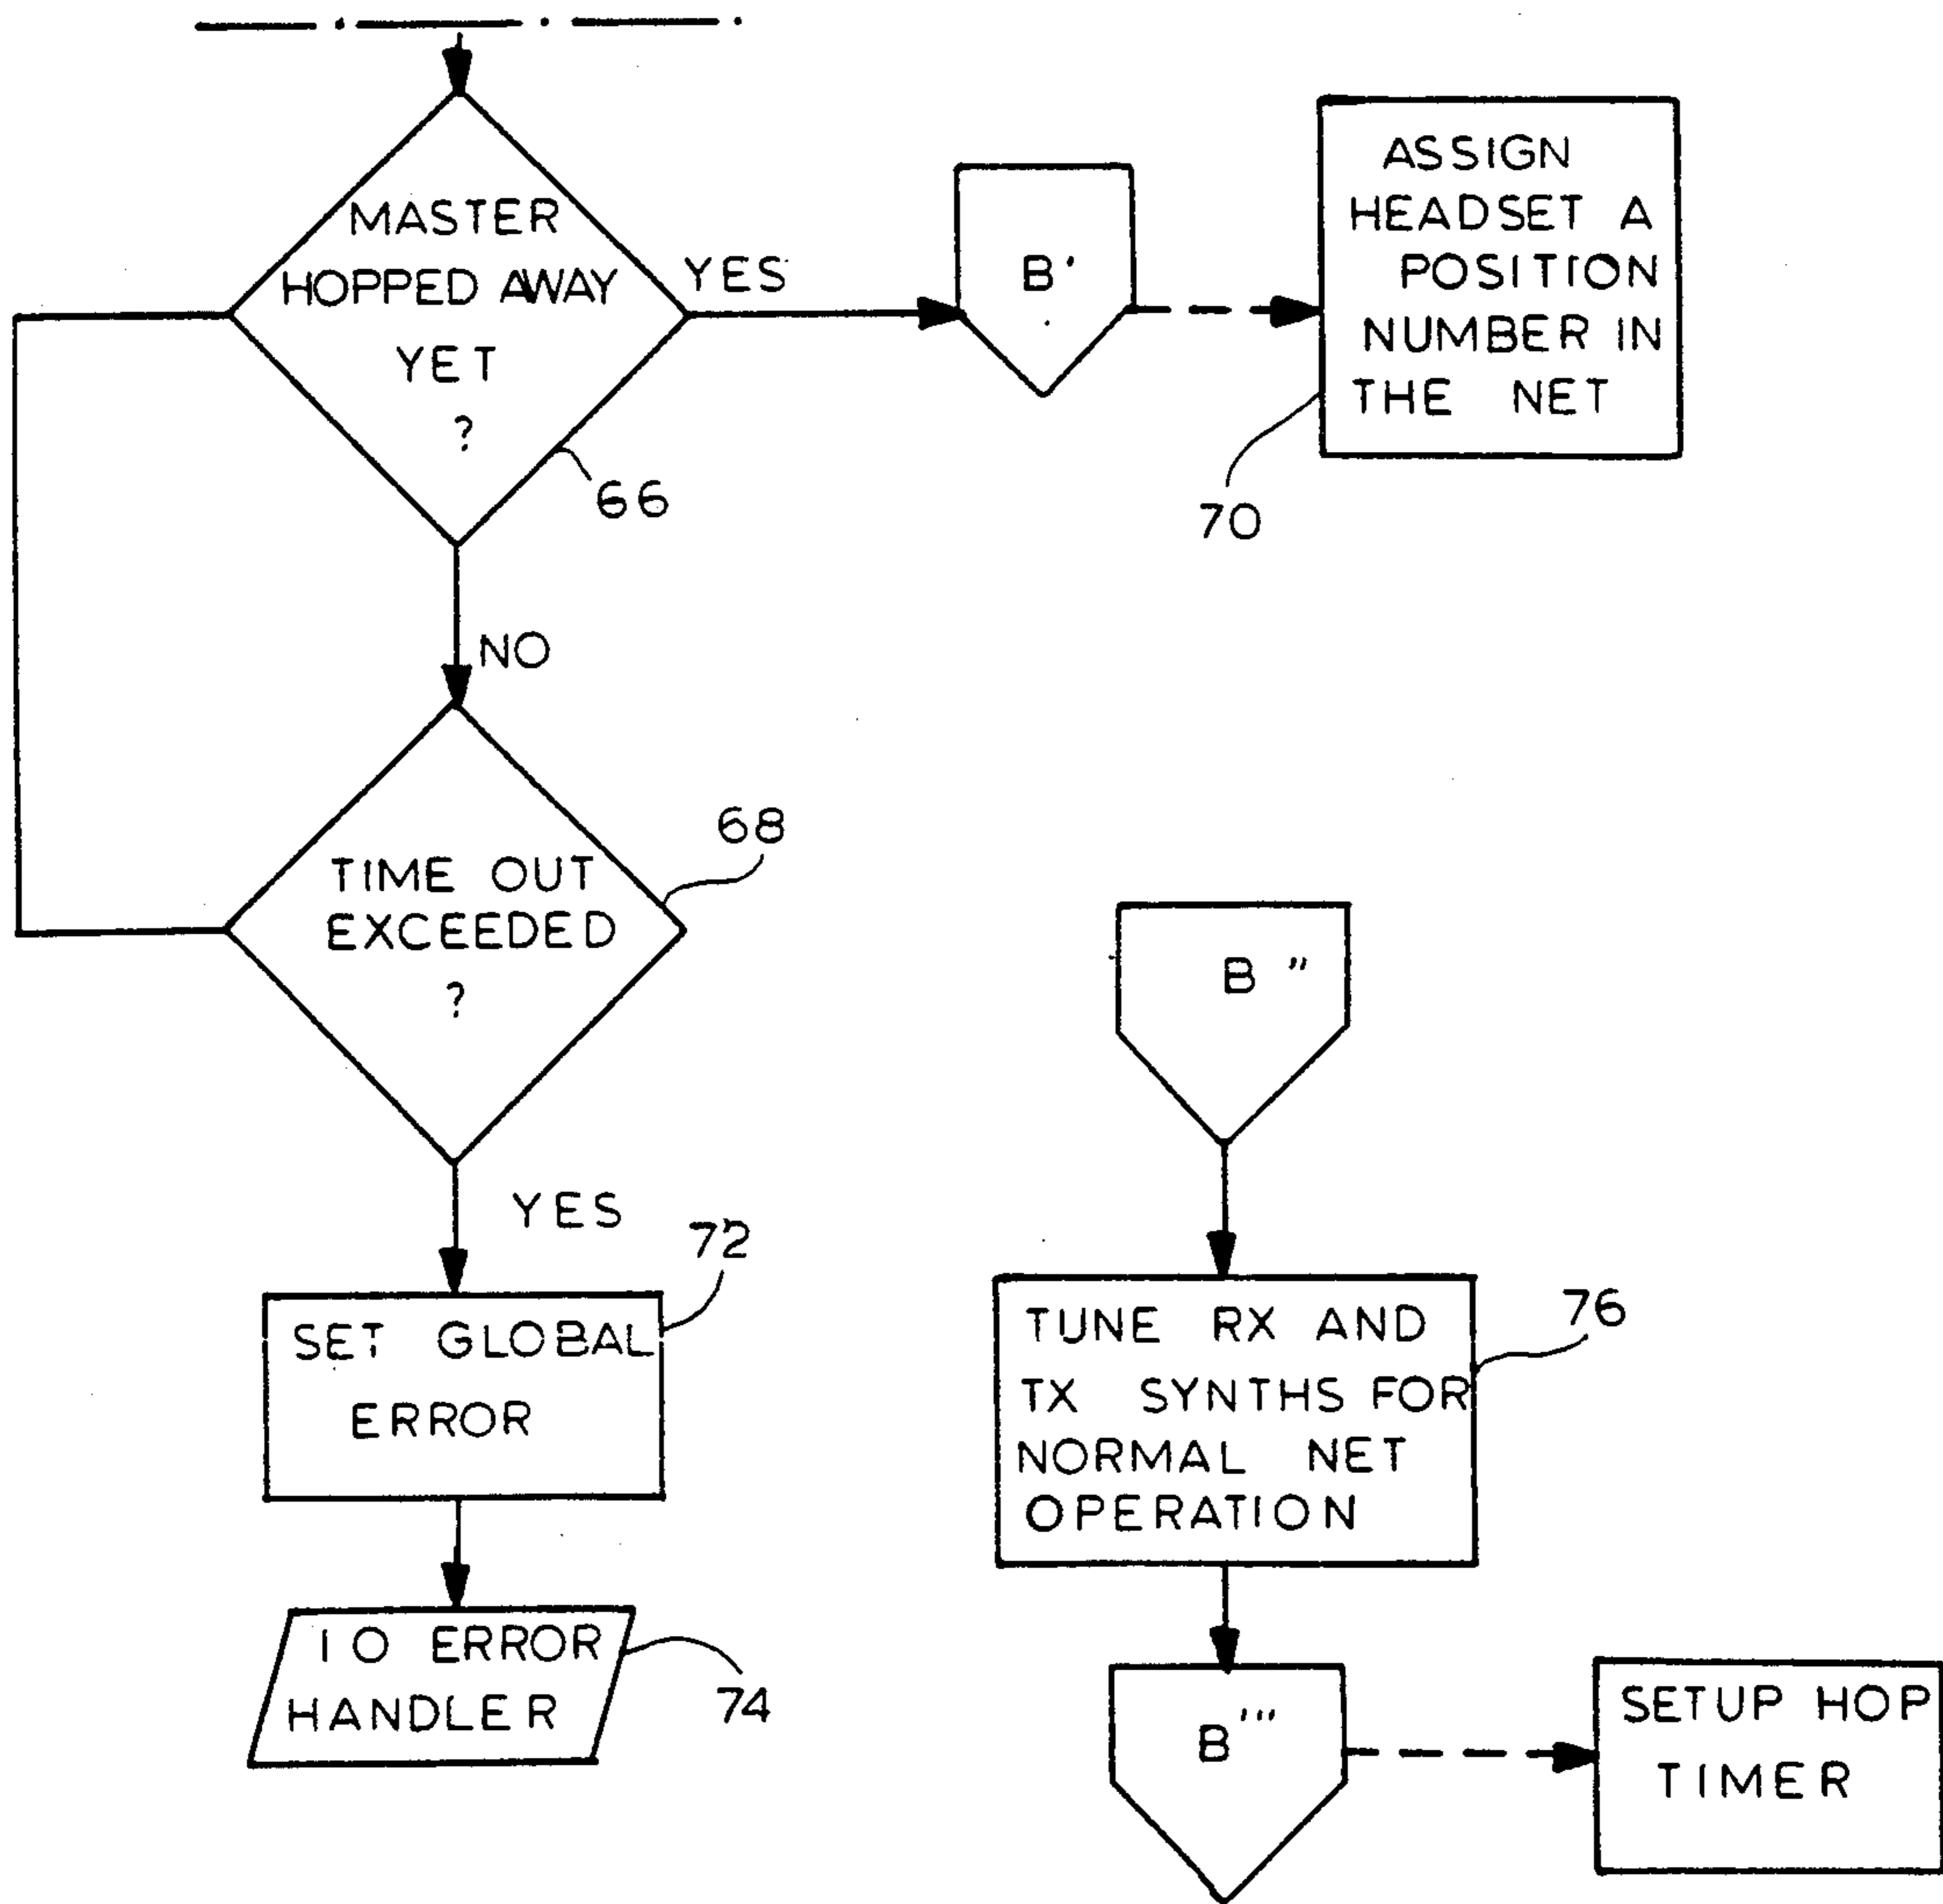 MASTER
HOPPED AWAY
YET
?
YES
66
B'
ASSIGN
HEADSET A
POSITION
NUMBER IN
THE NET
70
NO
TIME OUT
EXCEEDED
?
68
YES
SET GLOBAL
ERROR
72
IO ERROR
HANDLER
74
B"
TUNE RX AND
TX SYNTHS FOR
NORMAL NET
OPERATION
76
B'''
SETUP HOP
TIMER